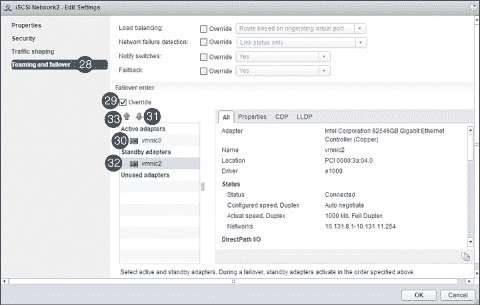 iSCSI Network2 - Edit Settings
Properties
Security
Traffic shaping
Teaming and failover 28
Load balancing: Override Route based on originating virtual port
Network failure detection: Override Link status only
Notify switches: Override Yes
Failback: Override Yes
Failover order
29 Override
33 31
Active adapters
30 vmnic0
Standby adapters
32 vmnic2
Unused adapters
All Properties CDP LLDP
Adapter Intel Corporation 82546GB Gigabit Ethernet Controller (Copper)
Name vmnic2
Location PCI 0000:3a:04.0
Driver e1000
Status
Status Connected
Configured speed, Duplex Auto negotiate
Actual speed, Duplex 1000 Mb, Full Duplex
Networks 10.131.8.1-10.131.11.254
DirectPath I/O
Select active and standby adapters. During a failover, standby adapters activate in the order specified above.
OK Cancel